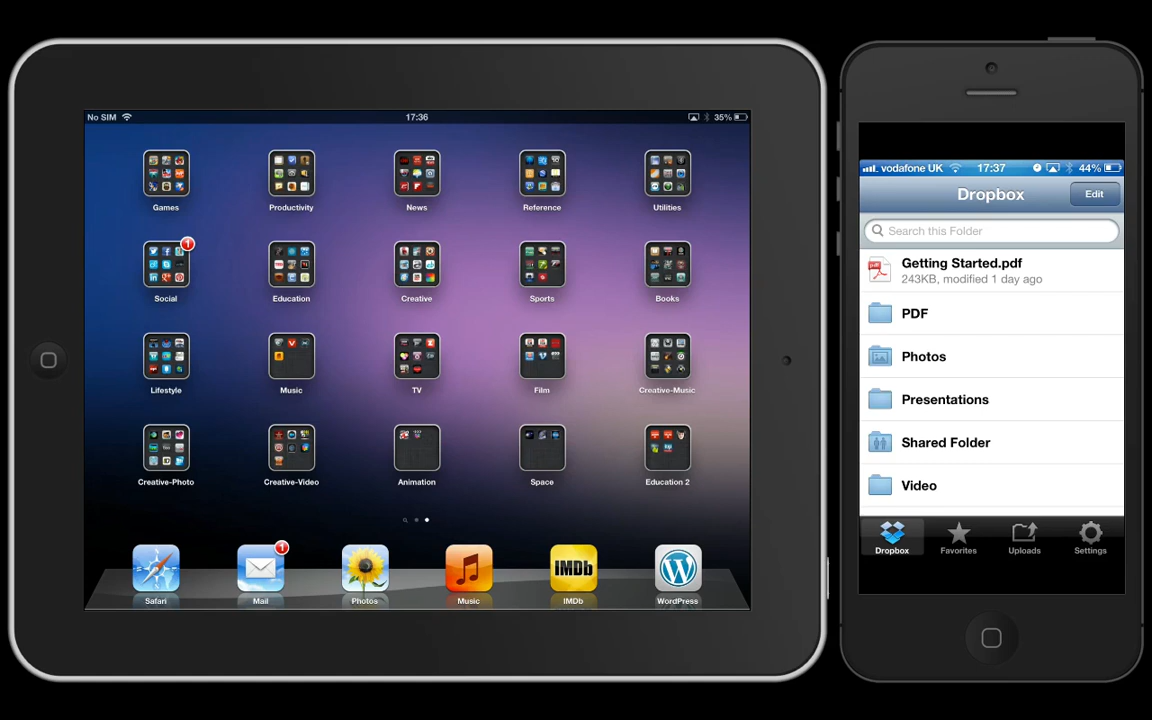 No SIM 17:36 35%
Games Productivity News Reference Utilities
1
Social Education Creative Sports Books
Lifestyle Music TV Film Creative-Music
Creative-Photo Creative-Video Animation Space Education 2
1
IMDb
Safari Mail Photos Music IMDb WordPress
vodafone UK 17:37 44%
Dropbox Edit
Search this Folder
Getting Started.pdf
243KB, modified 1 day ago
PDF
Photos
Presentations
Shared Folder
Video
Dropbox Favorites Uploads Settings